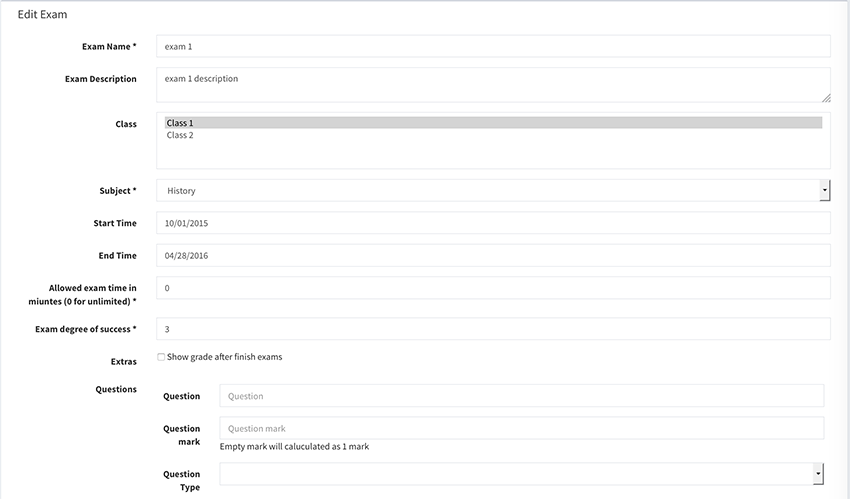 Edit Exam
Exam Name * exam 1
Exam Description exam 1 description
Class Class 1
Class 2
Subject * History
Start Time 10/01/2015
End Time 04/28/2016
Allowed exam time in
miuntes (0 for unlimited) * 0
Exam degree of success * 3
Extras Show grade after finish exams
Questions
Question Question
Question
mark Question mark
Empty mark will caluculated as 1 mark
Question
Type